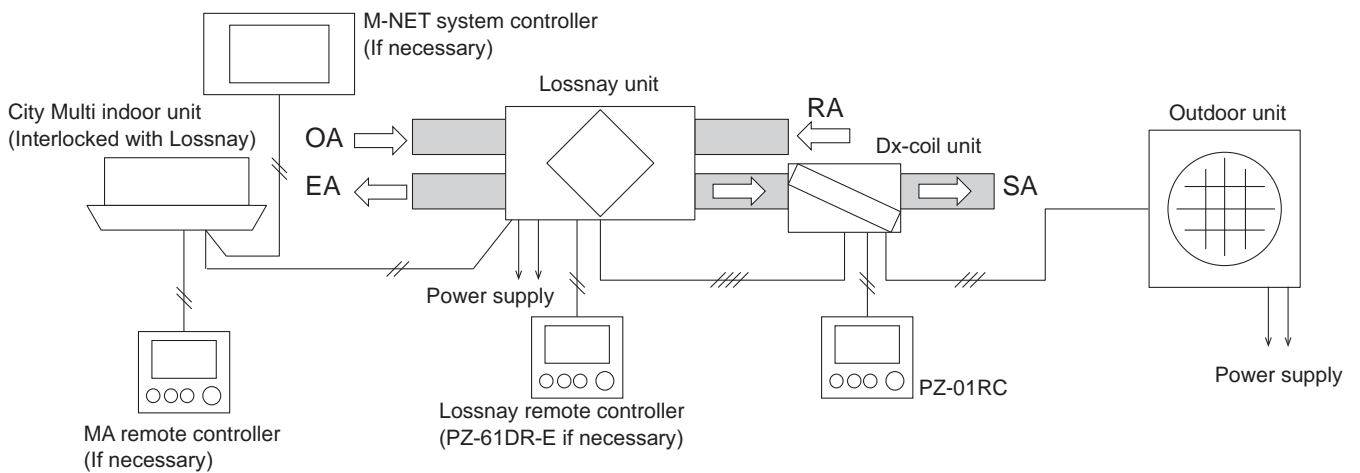 M-NET system controller
(If necessary)
Lossnay unit
City Multi indoor unit
(Interlocked with Lossnay)
OA
RA
Outdoor unit
Dx-coil unit
EA
SA
Power supply
Power supply
PZ-01RC
Lossnay remote controller
(PZ-61DR-E if necessary)
MA remote controller
(If necessary)